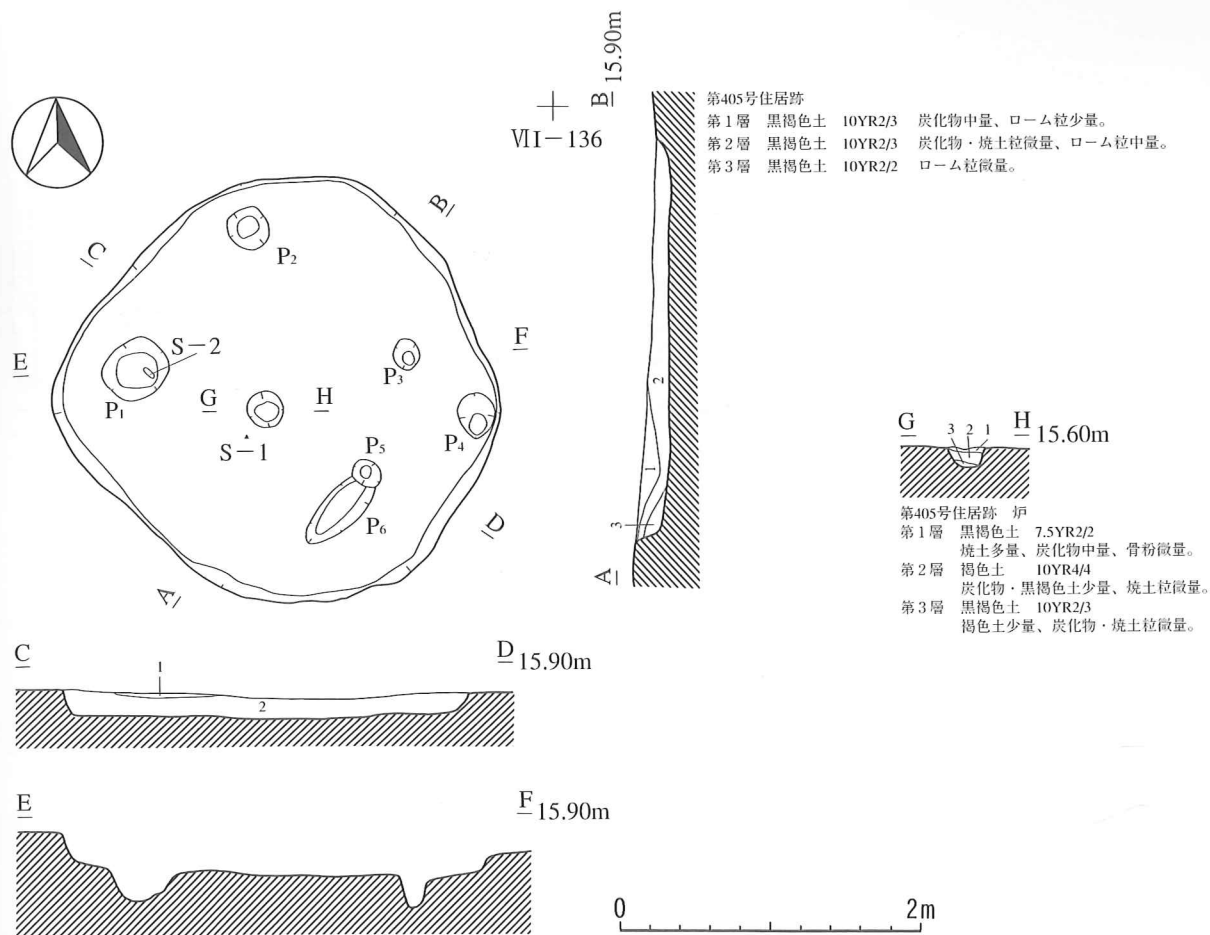 B 15.90m
VII-136
第405号住居跡
第1層 黒褐色土 10YR2/3 炭化物中量、ローム粒少量。
第2層 黒褐色土 10YR2/3 炭化物・焼土粒微量、ローム粒中量。
第3層 黒褐色土 10YR2/2 ローム粒微量。
B
C
P2
E
F
S-2
P1
P3
G
H
S-1
P4
P5
P6
D
A
2
1
3
A
G
H 15.60m
3 2 1
第405号住居跡 炉
第1層 黒褐色土 7.5YR2/2
焼土多量、炭化物中量、骨粉微量。
第2層 褐色土 10YR4/4
炭化物・黒褐色土少量、焼土粒微量。
第3層 黒褐色土 10YR2/3
褐色土少量、炭化物・焼土粒微量。
C
D 15.90m
1
2
E
F 15.90m
0 2m